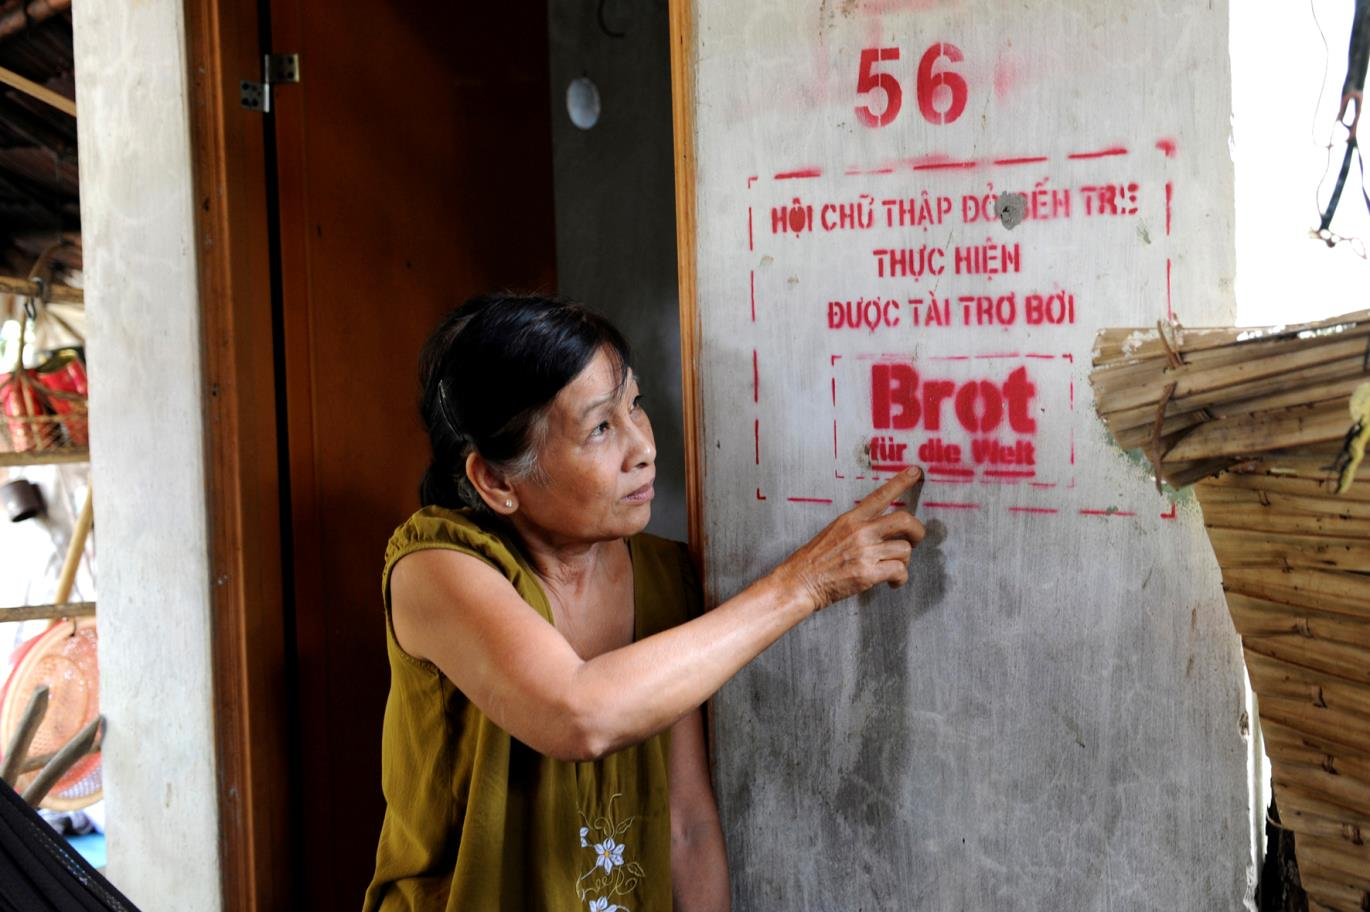 56
HỘI CHỮ THẬP ĐỎ BẾN TRE
THỰC HIỆN
ĐƯỢC TÀI TRỢ BỞI
Brot
für die Welt